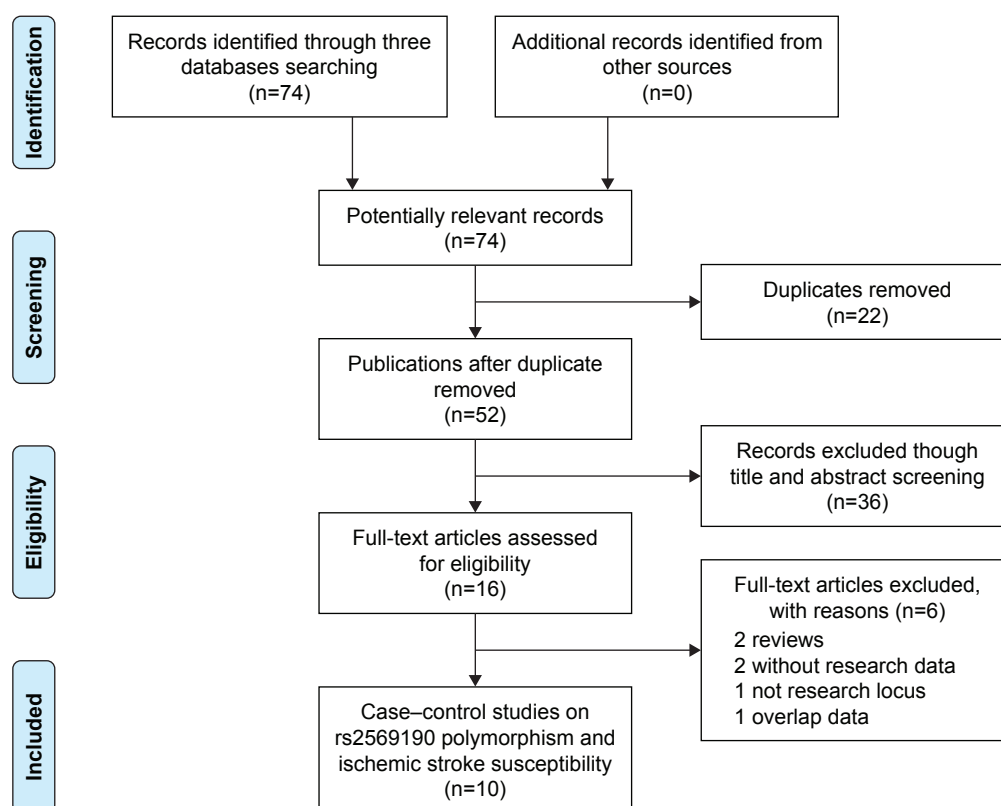 Identification
Records identified through three
databases searching
(n=74)
Additional records identified from
other sources
(n=0)
Potentially relevant records
(n=74)
Screening
Duplicates removed
(n=22)
Publications after duplicate
removed
(n=52)
Eligibility
Records excluded though
title and abstract screening
(n=36)
Full-text articles assessed
for eligibility
(n=16)
Full-text articles excluded,
with reasons (n=6)
2 reviews
2 without research data
1 not research locus
1 overlap data
Included
Case–control studies on
rs2569190 polymorphism and
ischemic stroke susceptibility
(n=10)